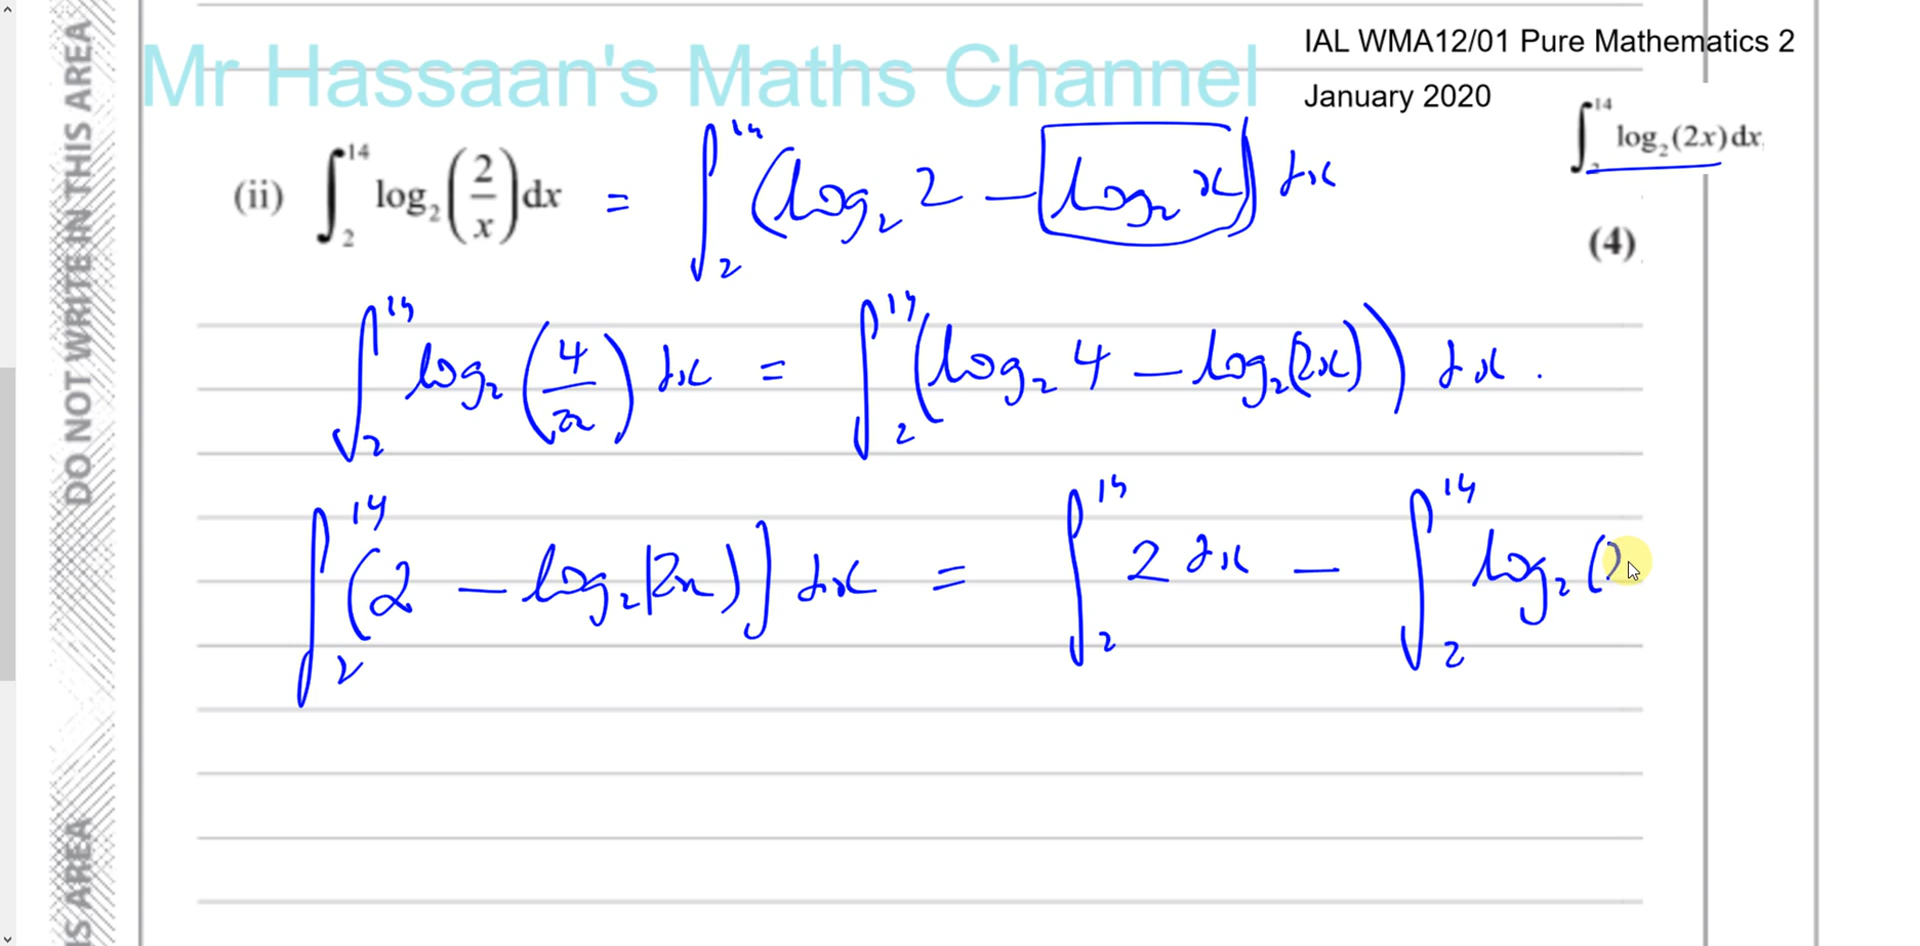 Mr Hassaan's Maths Channel
IAL WMA12/01 Pure Mathematics 2
January 2020
∫₂¹⁴ log₂(2x)dx
(ii) ∫₂¹⁴ log₂(2/x)dx = ∫₂¹⁴ (log₂ 2 − log₂ x) dx
(4)
∫₂¹⁴ log₂(4/2x) dx = ∫₂¹⁴ (log₂ 4 − log₂(2x)) dx.
∫₂¹⁴ (2 − log₂(2x)) dx = ∫₂¹⁴ 2 dx − ∫₂¹⁴ log₂(2
DO NOT WRITE IN THIS AREA
IS AREA